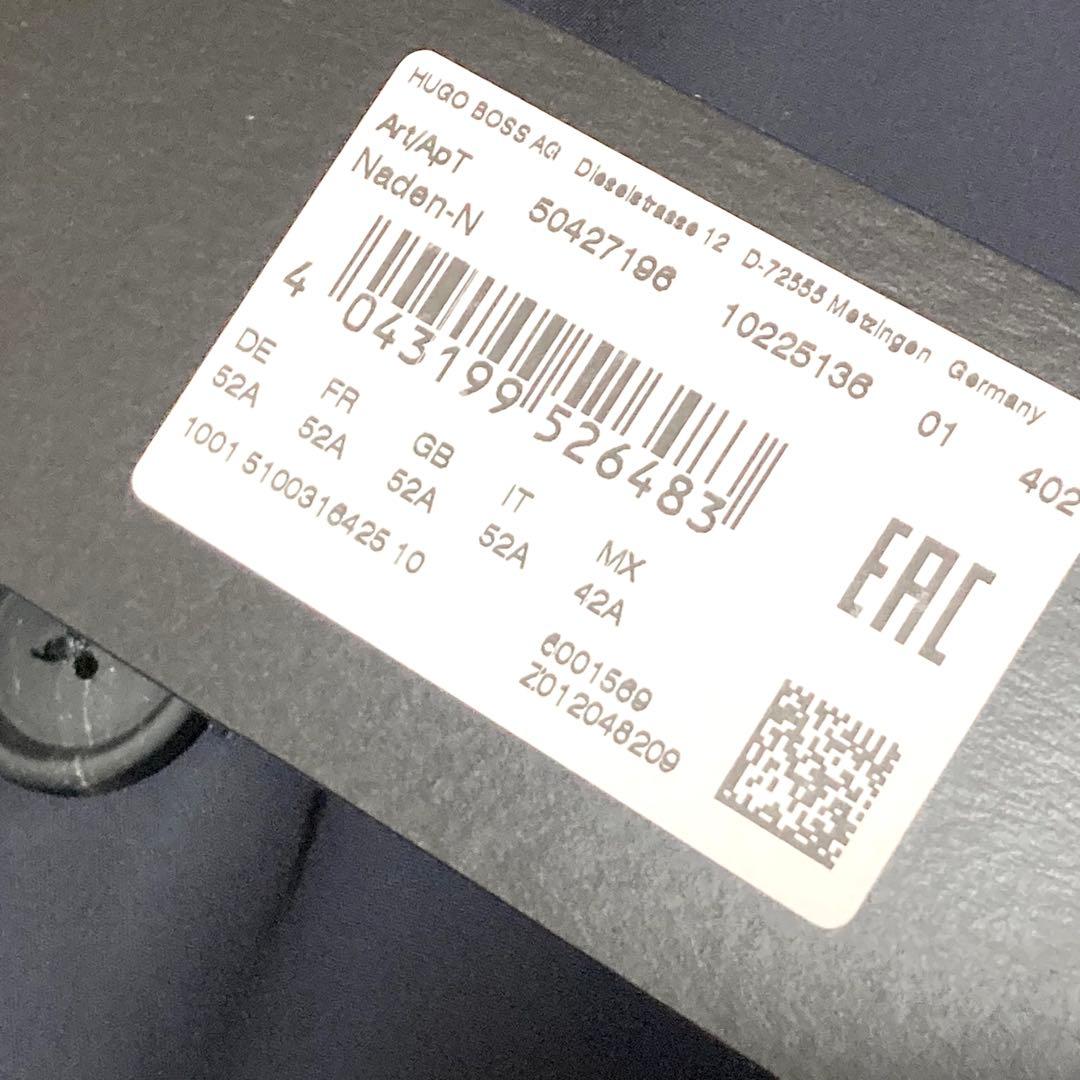 HUGO BOSS AG Dieselstrasse 12 D-72555 Metzingen Germany
Art/АрТ 50427196 10225136 01 402
Naden-N
4 043199 526483
DE FR GB IT MX
52A 52A 52A 52A 42A
1001 5100316425 10
EAC
6001569
Z012048209